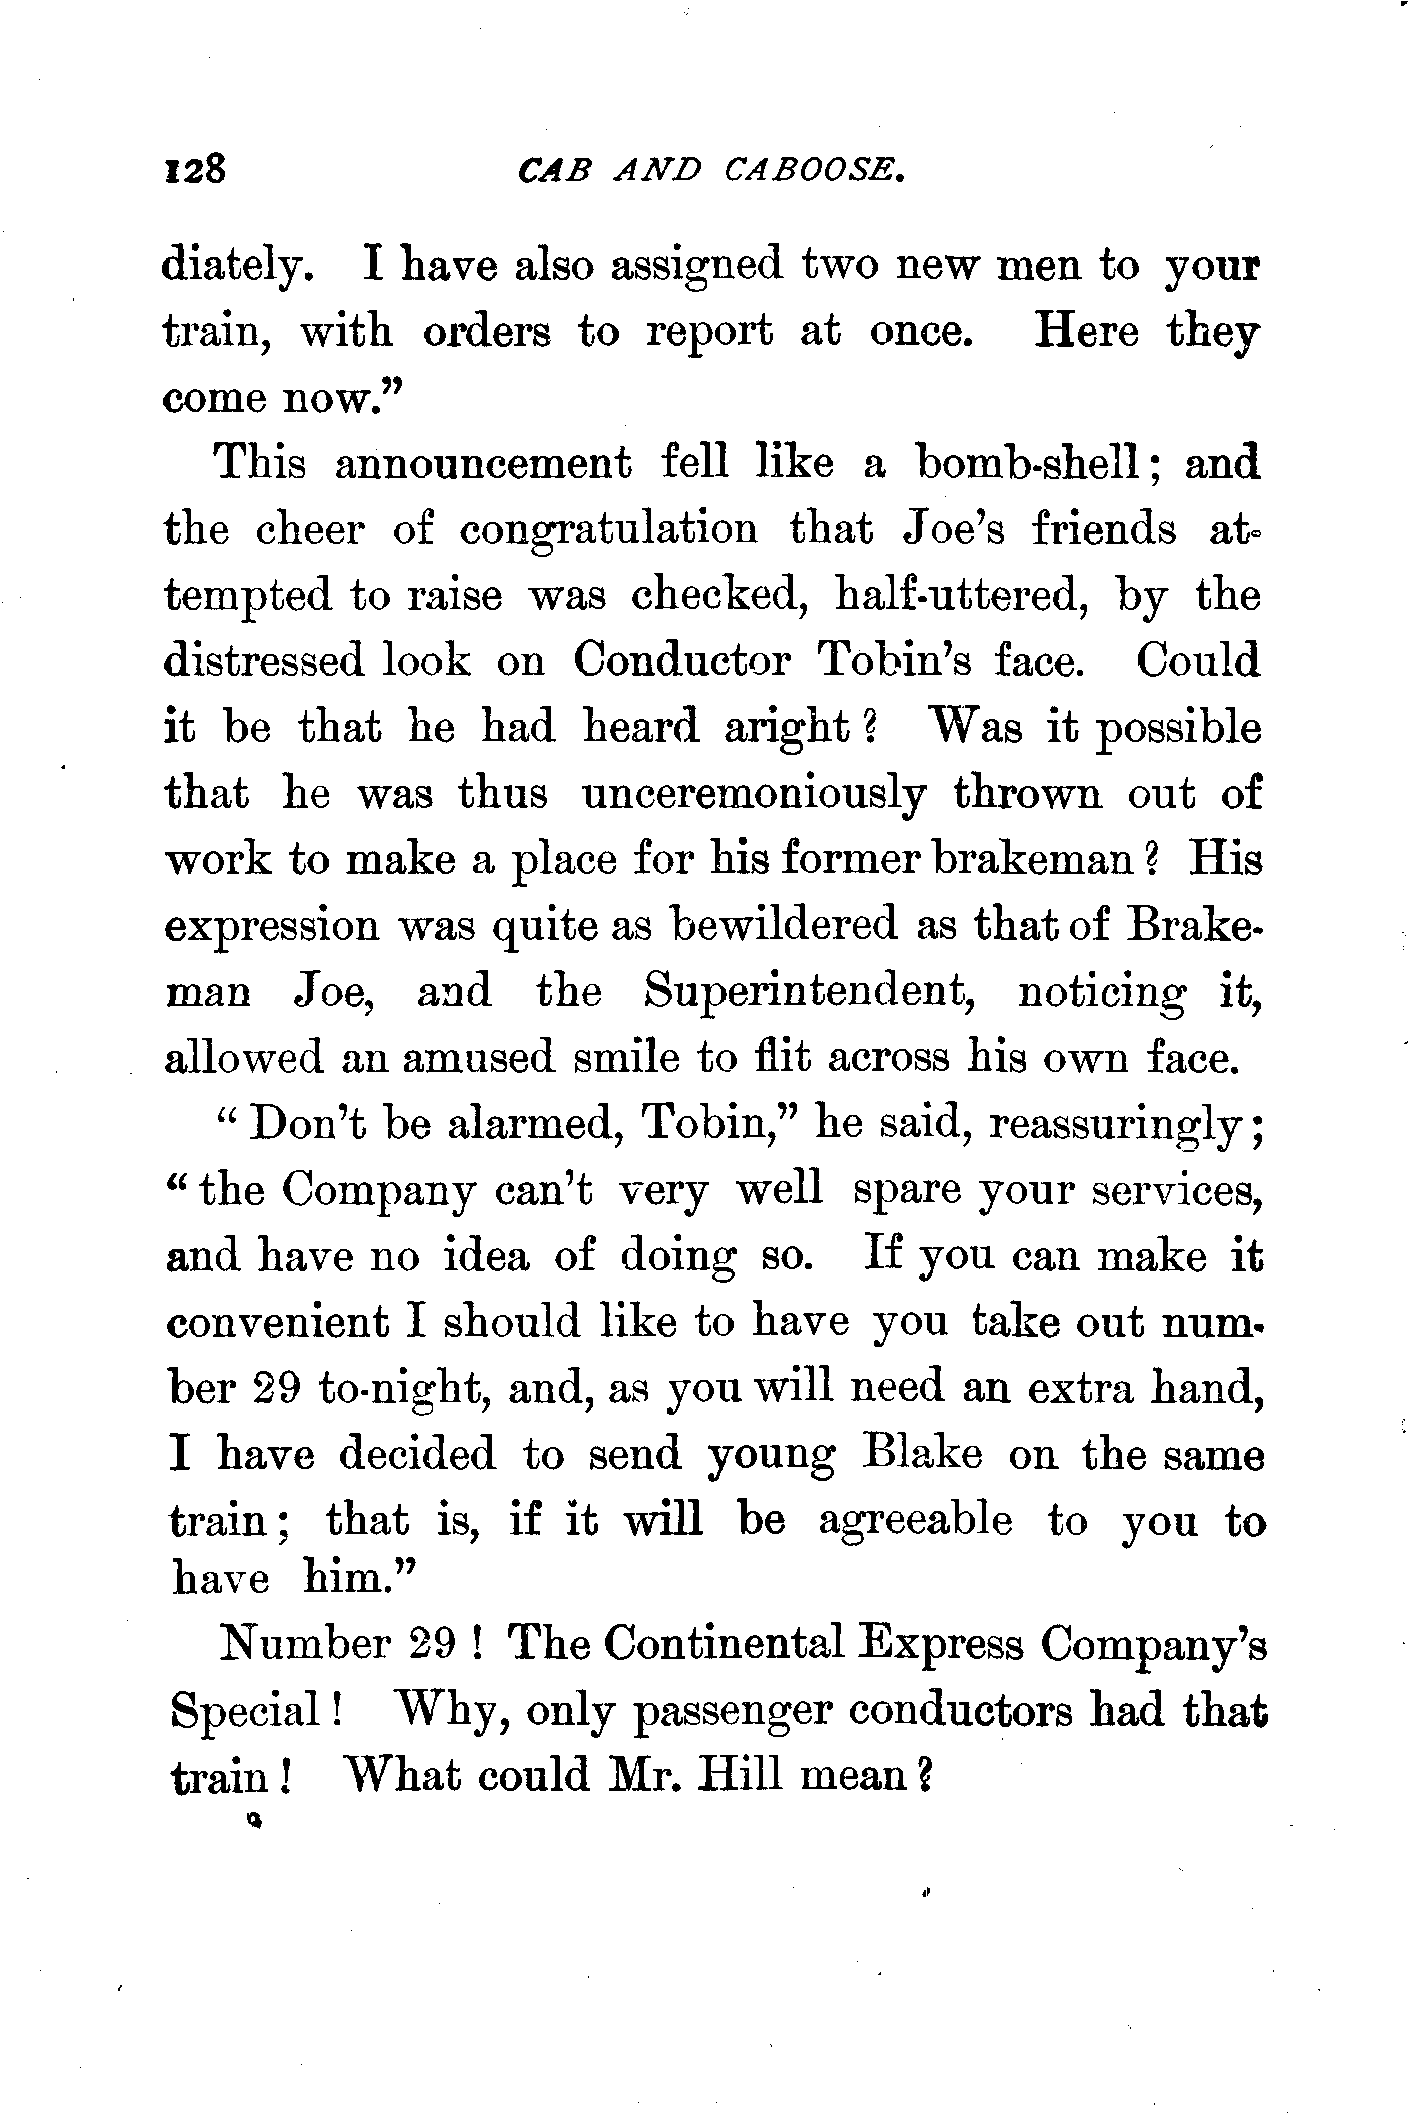 128 CAB AND CABOOSE.
diately. I have also assigned two new men to your
train, with orders to report at once. Here they
come now.”
This announcement fell like a bomb-shell; and
the cheer of congratulation that Joe’s friends at-
tempted to raise was checked, half-uttered, by the
distressed look on Conductor Tobin’s face. Could
it be that he had heard aright? Was it possible
that he was thus unceremoniously thrown out of
work to make a place for his former brakeman? His
expression was quite as bewildered as that of Brake-
man Joe, and the Superintendent, noticing it,
allowed an amused smile to flit across his own face.
“Don’t be alarmed, Tobin,” he said, reassuringly;
“the Company can’t very well spare your services,
and have no idea of doing so. If you can make it
convenient I should like to have you take out num-
ber 29 to-night, and, as you will need an extra hand,
I have decided to send young Blake on the same
train; that is, if it will be agreeable to you to
have him.”
Number 29! The Continental Express Company’s
Special! Why, only passenger conductors had that
train! What could Mr. Hill mean?